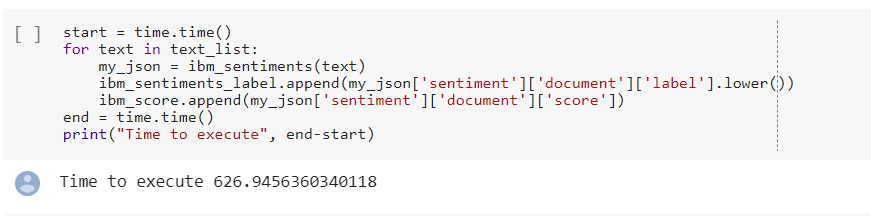 [ ] start = time.time()
for text in text_list:
    my_json = ibm_sentiments(text)
    ibm_sentiments_label.append(my_json['sentiment']['document']['label'].lower())
    ibm_score.append(my_json['sentiment']['document']['score'])
end = time.time()
print("Time to execute", end-start)
Time to execute 626.9456360340118